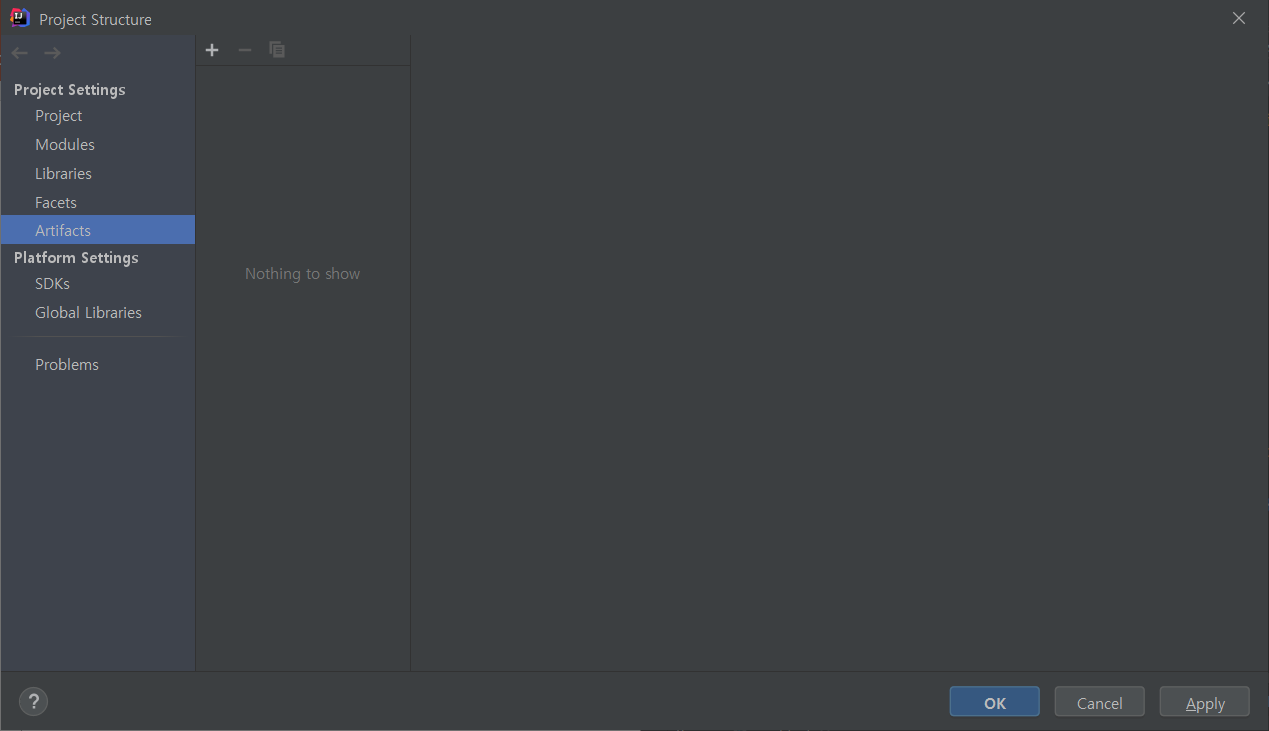 Project Structure
Project Settings
Project
Modules
Libraries
Facets
Artifacts
Platform Settings
SDKs
Global Libraries
Problems
Nothing to show
?
OK
Cancel
Apply